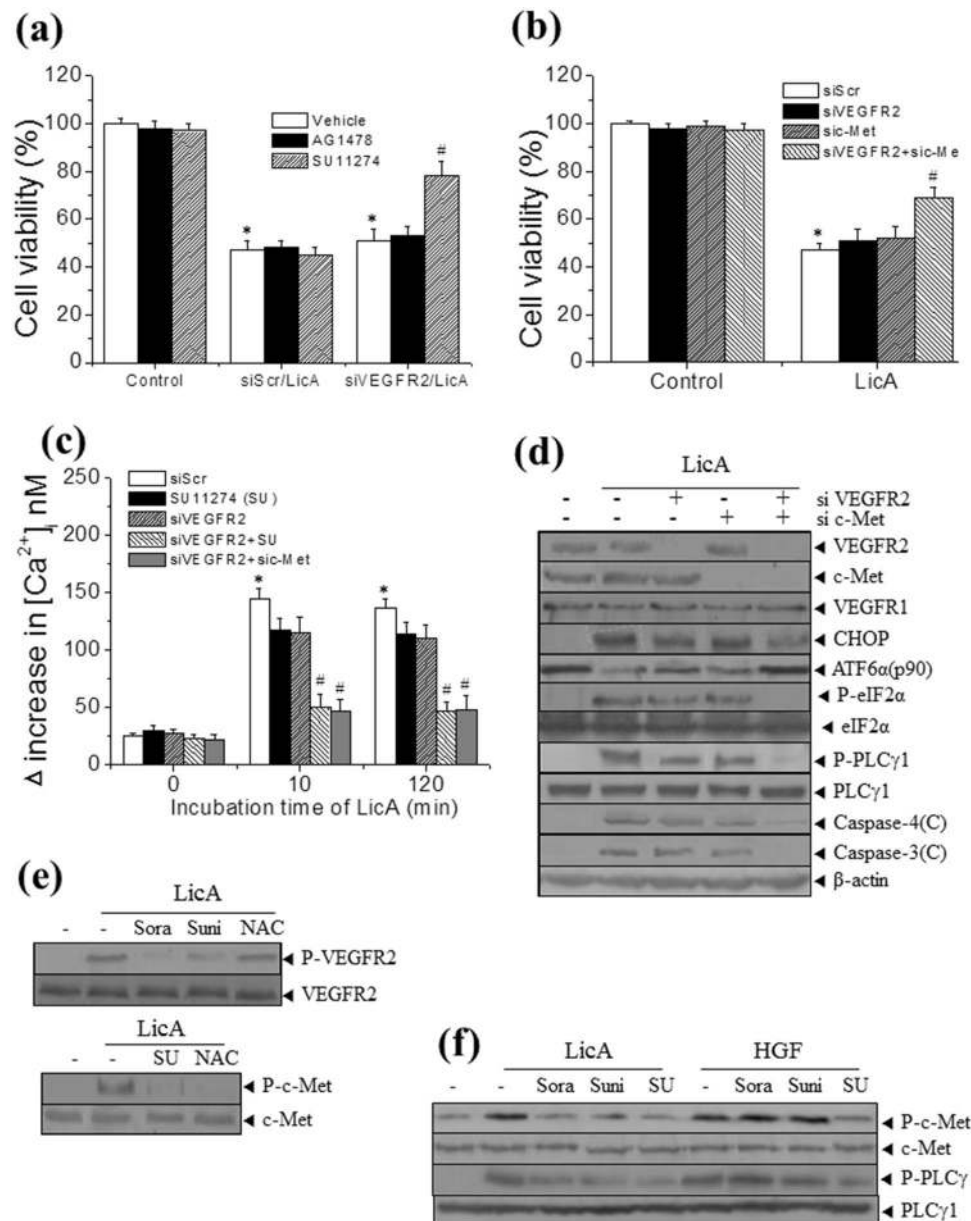 (a)
Cell viability (%)
120
100
80
60
40
20
0
Vehicle
AG1478
SU11274
*
*
#
Control
siScr/LicA
siVEGFR2/LicA
(b)
Cell viability (%)
120
100
80
60
40
20
0
siScr
siVEGFR2
sic-Met
siVEGFR2+sic-Me
*
#
Control
LicA
(c)
Δ increase in [Ca2+]i nM
250
200
150
100
50
0
siScr
SU11274 (SU)
siVEGFR2
siVEGFR2+SU
siVEGFR2+sic-Met
*
# #
*
# #
0
10
120
Incubation time of LicA (min)
(d)
LicA
- - + - + si VEGFR2
- - - + + si c-Met
VEGFR2
c-Met
VEGFR1
CHOP
ATF6α(p90)
P-eIF2α
eIF2α
P-PLCγ1
PLCγ1
Caspase-4(C)
Caspase-3(C)
β-actin
(e)
LicA
- - Sora Suni NAC
P-VEGFR2
VEGFR2
LicA
- - SU NAC
P-c-Met
c-Met
(f)
LicA HGF
- - Sora Suni SU - Sora Suni SU
P-c-Met
c-Met
P-PLCγ
PLCγ1